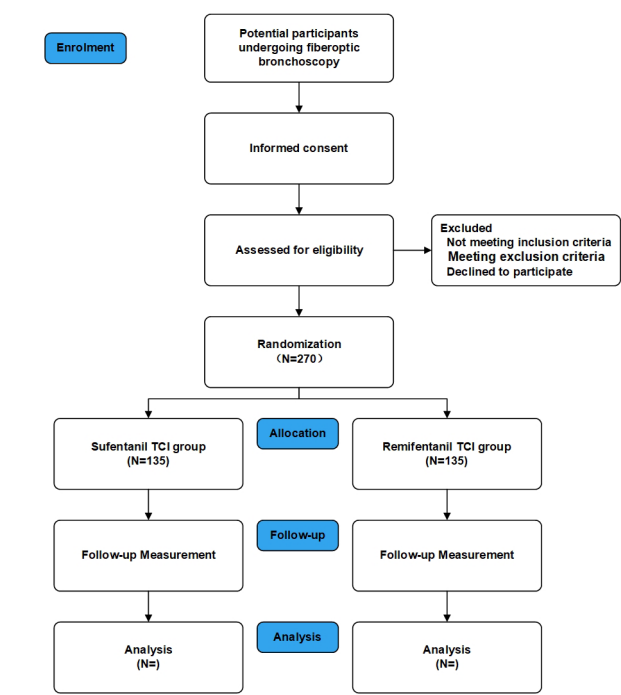 Enrolment
Potential participants
undergoing fiberoptic
bronchoscopy
Informed consent
Assessed for eligibility
Excluded
Not meeting inclusion criteria
Meeting exclusion criteria
Declined to participate
Randomization
（N=270）
Allocation
Sufentanil TCI group
(N=135)
Remifentanil TCI group
(N=135)
Follow-up
Follow-up Measurement
Follow-up Measurement
Analysis
Analysis
(N=)
Analysis
(N=)